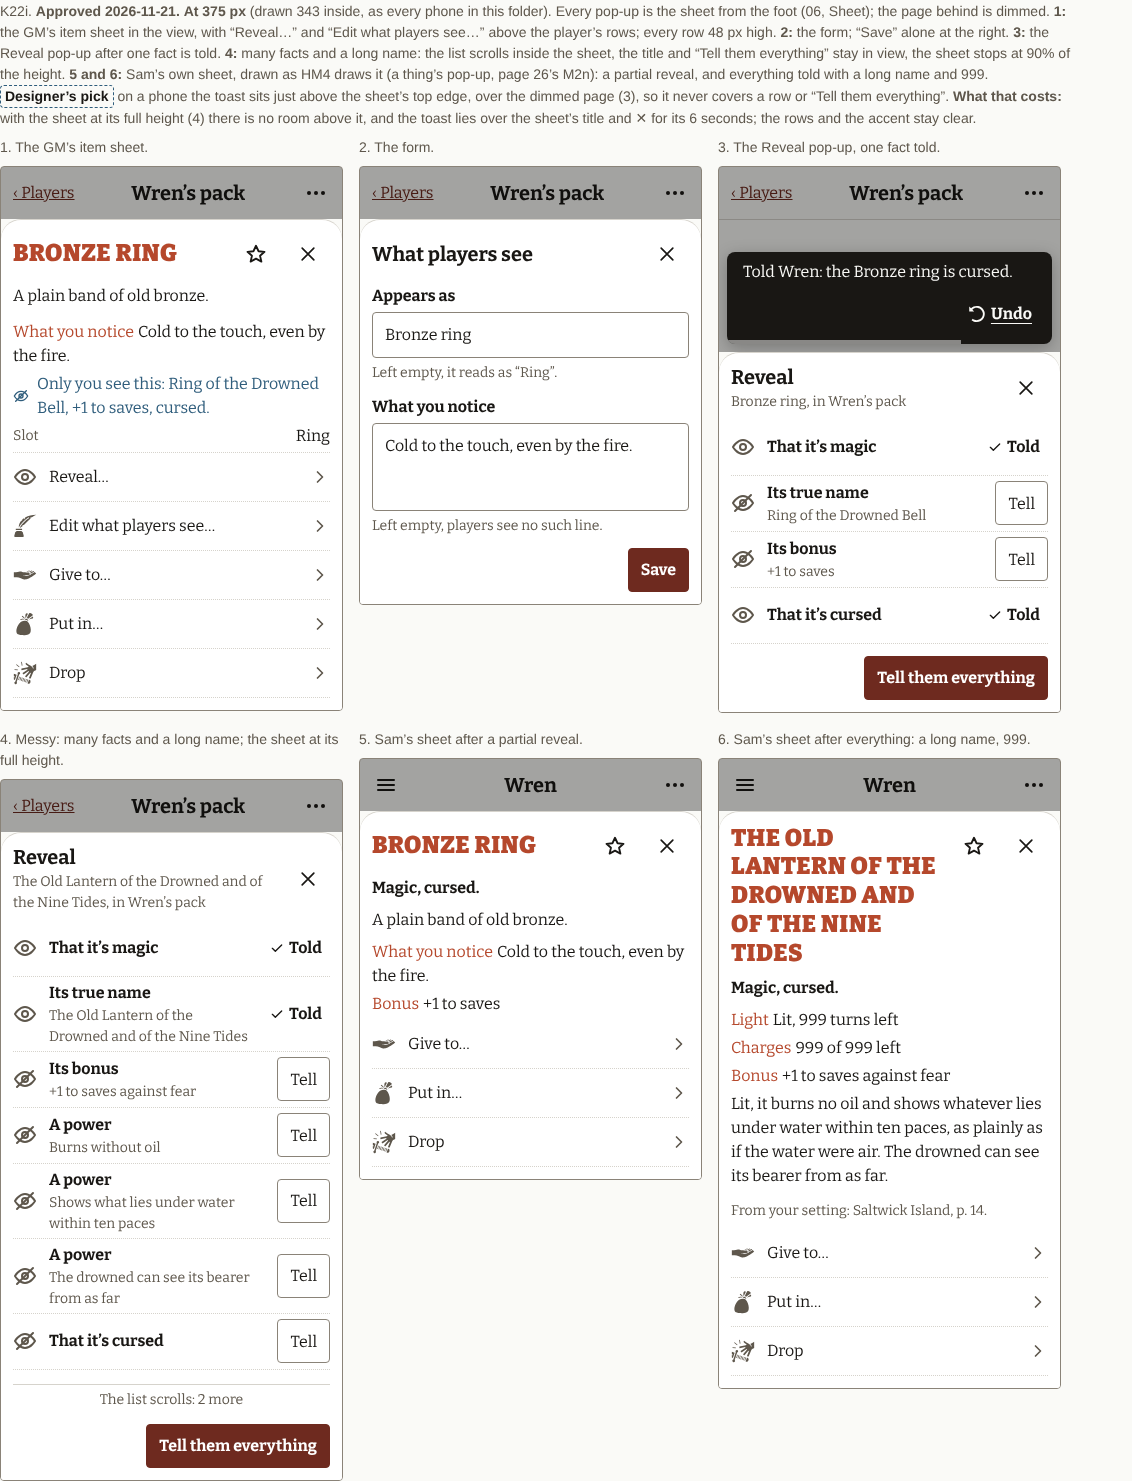 K22i. Approved 2026-11-21. At 375 px (drawn 343 inside, as every phone in this folder). Every pop-up is the sheet from the foot (06, Sheet); the page behind is dimmed. 1:
the GM’s item sheet in the view, with “Reveal…” and “Edit what players see…” above the player’s rows; every row 48 px high. 2: the form; “Save” alone at the right. 3: the
Reveal pop-up after one fact is told. 4: many facts and a long name: the list scrolls inside the sheet, the title and “Tell them everything” stay in view, the sheet stops at 90% of
the height. 5 and 6: Sam’s own sheet, drawn as HM4 draws it (a thing’s pop-up, page 26’s M2n): a partial reveal, and everything told with a long name and 999.
Designer’s pick on a phone the toast sits just above the sheet’s top edge, over the dimmed page (3), so it never covers a row or “Tell them everything”. What that costs:
with the sheet at its full height (4) there is no room above it, and the toast lies over the sheet’s title and ✕ for its 6 seconds; the rows and the accent stay clear.
1. The GM’s item sheet.
‹ Players
Wren’s pack
BRONZE RING
A plain band of old bronze.
What you notice Cold to the touch, even by
the fire.
Only you see this: Ring of the Drowned
Bell, +1 to saves, cursed.
Slot
Ring
Reveal…
Edit what players see…
Give to…
Put in…
Drop
2. The form.
‹ Players
Wren’s pack
What players see
Appears as
Bronze ring
Left empty, it reads as “Ring”.
What you notice
Cold to the touch, even by the fire.
Left empty, players see no such line.
Save
3. The Reveal pop-up, one fact told.
‹ Players
Wren’s pack
Told Wren: the Bronze ring is cursed.
Undo
Reveal
Bronze ring, in Wren’s pack
That it’s magic
Told
Its true name
Ring of the Drowned Bell
Tell
Its bonus
+1 to saves
Tell
That it’s cursed
Told
Tell them everything
4. Messy: many facts and a long name; the sheet at its
full height.
‹ Players
Wren’s pack
Reveal
The Old Lantern of the Drowned and of
the Nine Tides, in Wren’s pack
That it’s magic
Told
Its true name
The Old Lantern of the
Drowned and of the Nine Tides
Told
Its bonus
+1 to saves against fear
Tell
A power
Burns without oil
Tell
A power
Shows what lies under water
within ten paces
Tell
A power
The drowned can see its bearer
from as far
Tell
That it’s cursed
Tell
The list scrolls: 2 more
Tell them everything
5. Sam’s sheet after a partial reveal.
Wren
BRONZE RING
Magic, cursed.
A plain band of old bronze.
What you notice Cold to the touch, even by
the fire.
Bonus +1 to saves
Give to…
Put in…
Drop
6. Sam’s sheet after everything: a long name, 999.
Wren
THE OLD
LANTERN OF THE
DROWNED AND
OF THE NINE
TIDES
Magic, cursed.
Light Lit, 999 turns left
Charges 999 of 999 left
Bonus +1 to saves against fear
Lit, it burns no oil and shows whatever lies
under water within ten paces, as plainly as
if the water were air. The drowned can see
its bearer from as far.
From your setting: Saltwick Island, p. 14.
Give to…
Put in…
Drop